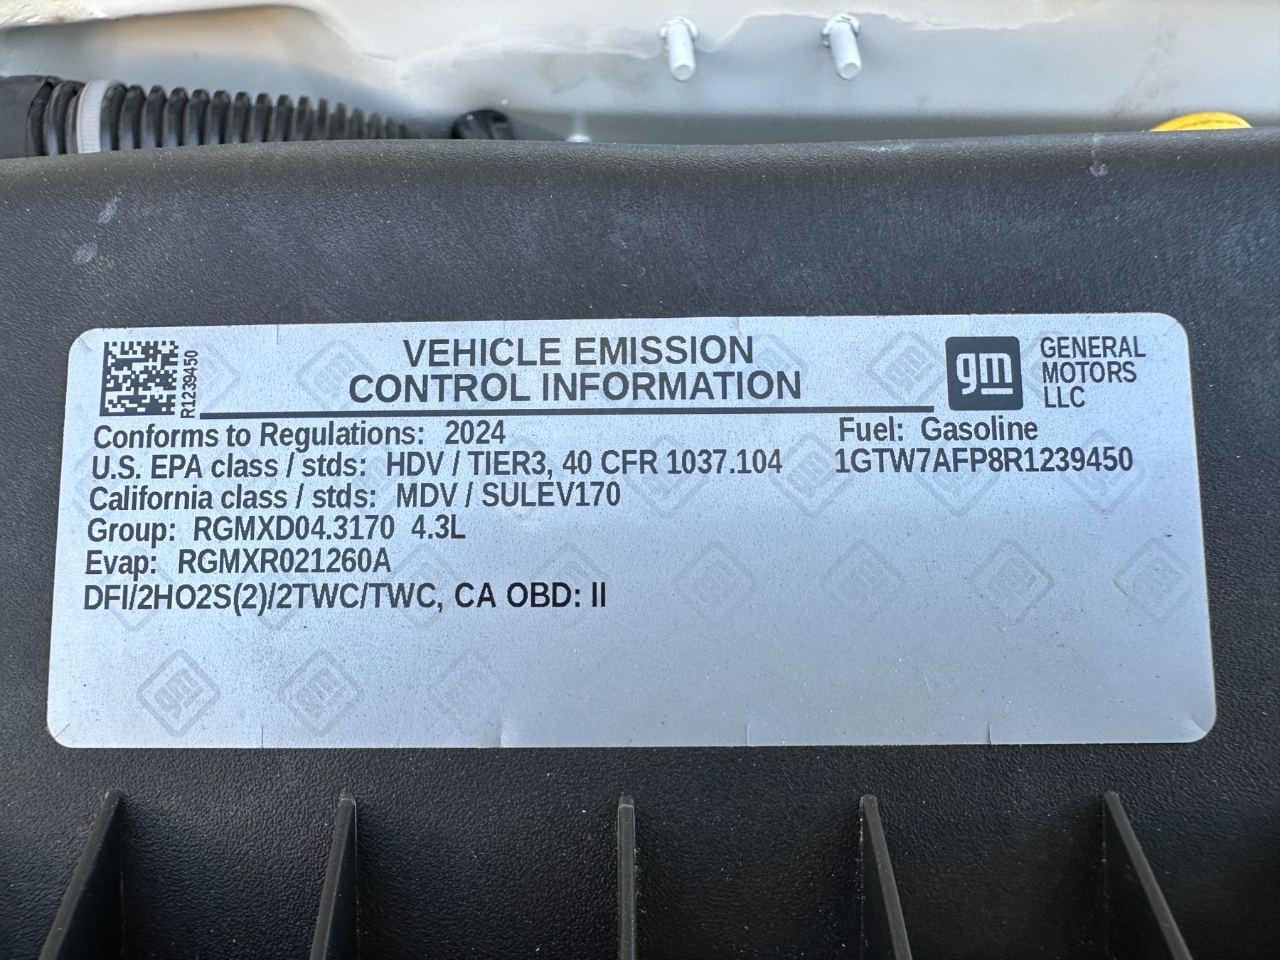 R1239450
VEHICLE EMISSION
CONTROL INFORMATION
gm
GENERAL
MOTORS
LLC
Conforms to Regulations: 2024
Fuel: Gasoline
U.S. EPA class / stds: HDV / TIER3, 40 CFR 1037.104
1GTW7AFP8R1239450
California class / stds: MDV / SULEV170
Group: RGMXD04.3170 4.3L
Evap: RGMXR021260A
DFI/2HO2S(2)/2TWC/TWC, CA OBD: II